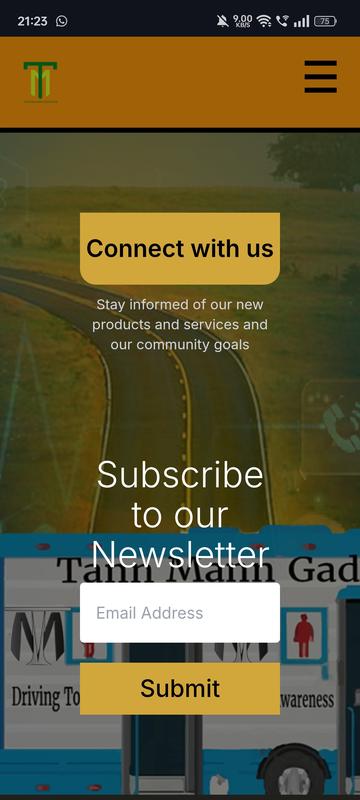 21:23
9.00
KB/S
75
Connect with us
Stay informed of our new
products and services and
our community goals
Subscribe
to our
Newsletter
Tann Mann Gad
Email Address
Driving To
wareness
Submit